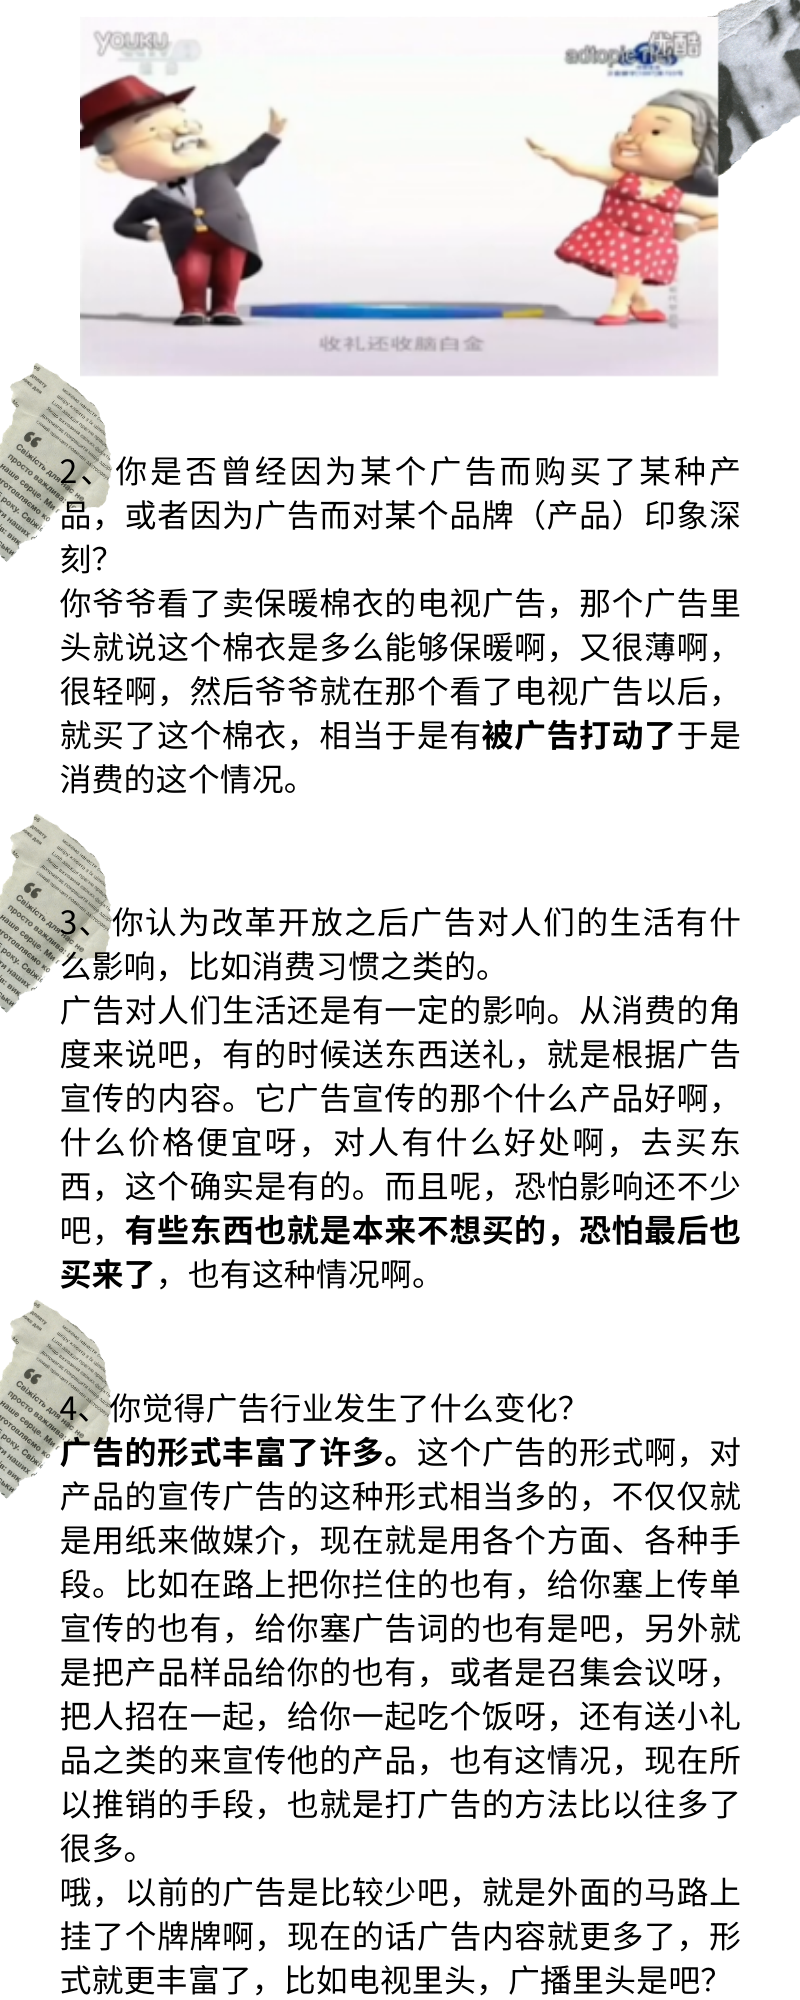 YOUKU
优酷
收礼还收脑白金
2、你是否曾经因为某个广告而购买了某种产
品，或者因为广告而对某个品牌（产品）印象深
刻？
你爷爷看了卖保暖棉衣的电视广告，那个广告里
头就说这个棉衣是多么能够保暖啊，又很薄啊，
很轻啊，然后爷爷就在那个看了电视广告以后，
就买了这个棉衣，相当于是有被广告打动了于是
消费的这个情况。
3、你认为改革开放之后广告对人们的生活有什
么影响，比如消费习惯之类的。
广告对人们生活还是有一定的影响。从消费的角
度来说吧，有的时候送东西送礼，就是根据广告
宣传的内容。它广告宣传的那个什么产品好啊，
什么价格便宜呀，对人有什么好处啊，去买东
西，这个确实是有的。而且呢，恐怕影响还不少
吧，有些东西也就是本来不想买的，恐怕最后也
买来了，也有这种情况啊。
4、你觉得广告行业发生了什么变化？
广告的形式丰富了许多。这个广告的形式啊，对
产品的宣传广告的这种形式相当多的，不仅仅就
是用纸来做媒介，现在就是用各个方面、各种手
段。比如在路上把你拦住的也有，给你塞上传单
宣传的也有，给你塞广告词的也有是吧，另外就
是把产品样品给你的也有，或者是召集会议呀，
把人招在一起，给你一起吃个饭呀，还有送小礼
品之类的来宣传他的产品，也有这情况，现在所
以推销的手段，也就是打广告的方法比以往多了
很多。
哦，以前的广告是比较少吧，就是外面的马路上
挂了个牌牌啊，现在的话广告内容就更多了，形
式就更丰富了，比如电视里头，广播里头是吧？